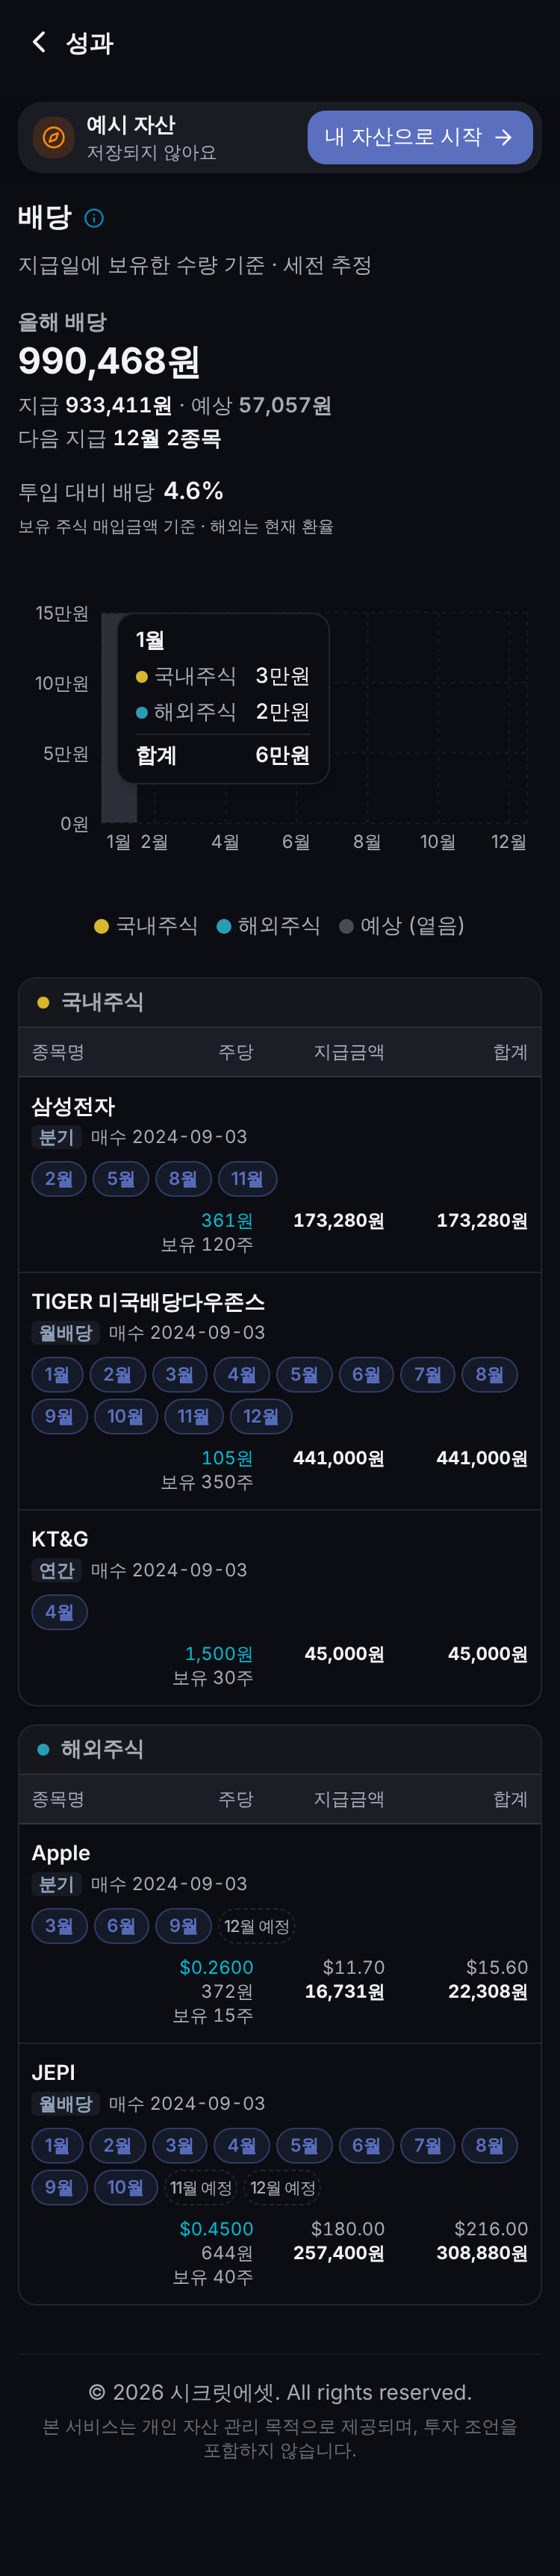 성과
예시 자산
저장되지 않아요
내 자산으로 시작 →
배당
지급일에 보유한 수량 기준 · 세전 추정
올해 배당
990,468원
지급 933,411원 · 예상 57,057원
다음 지급 12월 2종목
투입 대비 배당 4.6%
보유 주식 매입금액 기준 · 해외는 현재 환율
15만원
10만원
5만원
0원
1월
국내주식 3만원
해외주식 2만원
합계 6만원
1월 2월 4월 6월 8월 10월 12월
국내주식 해외주식 예상 (옅음)
국내주식
종목명 주당 지급금액 합계
삼성전자
분기 매수 2024-09-03
2월 5월 8월 11월
361원 173,280원 173,280원
보유 120주
TIGER 미국배당다우존스
월배당 매수 2024-09-03
1월 2월 3월 4월 5월 6월 7월 8월
9월 10월 11월 12월
105원 441,000원 441,000원
보유 350주
KT&G
연간 매수 2024-09-03
4월
1,500원 45,000원 45,000원
보유 30주
해외주식
종목명 주당 지급금액 합계
Apple
분기 매수 2024-09-03
3월 6월 9월 12월 예정
$0.2600 $11.70 $15.60
372원 16,731원 22,308원
보유 15주
JEPI
월배당 매수 2024-09-03
1월 2월 3월 4월 5월 6월 7월 8월
9월 10월 11월 예정 12월 예정
$0.4500 $180.00 $216.00
644원 257,400원 308,880원
보유 40주
© 2026 시크릿에셋. All rights reserved.
본 서비스는 개인 자산 관리 목적으로 제공되며, 투자 조언을
포함하지 않습니다.